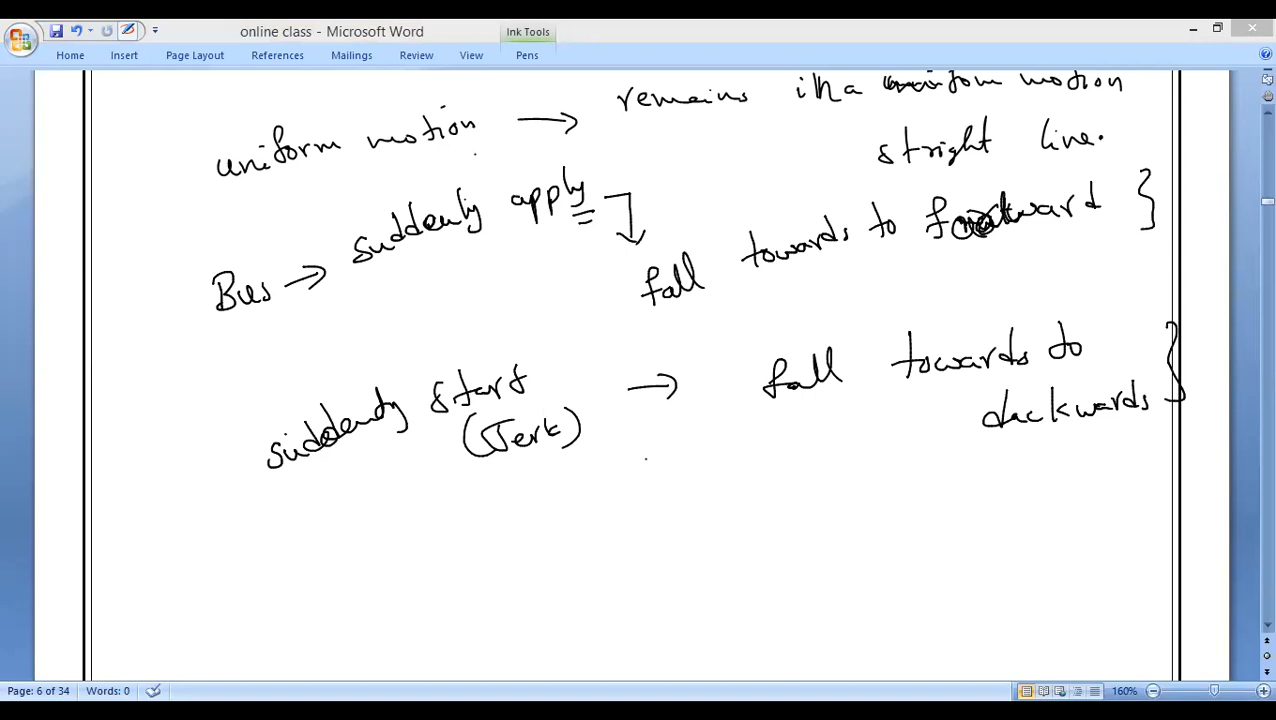 online class - Microsoft Word
Ink Tools
Home Insert Page Layout References Mailings Review View Pens
uniform motion → remains in a uniform motion
stright line.
Bus → suddenly apply
fall towards to forward }
suddenly start → fall towards to
(Jerk) backwards }
Page: 6 of 34 Words: 0 160%